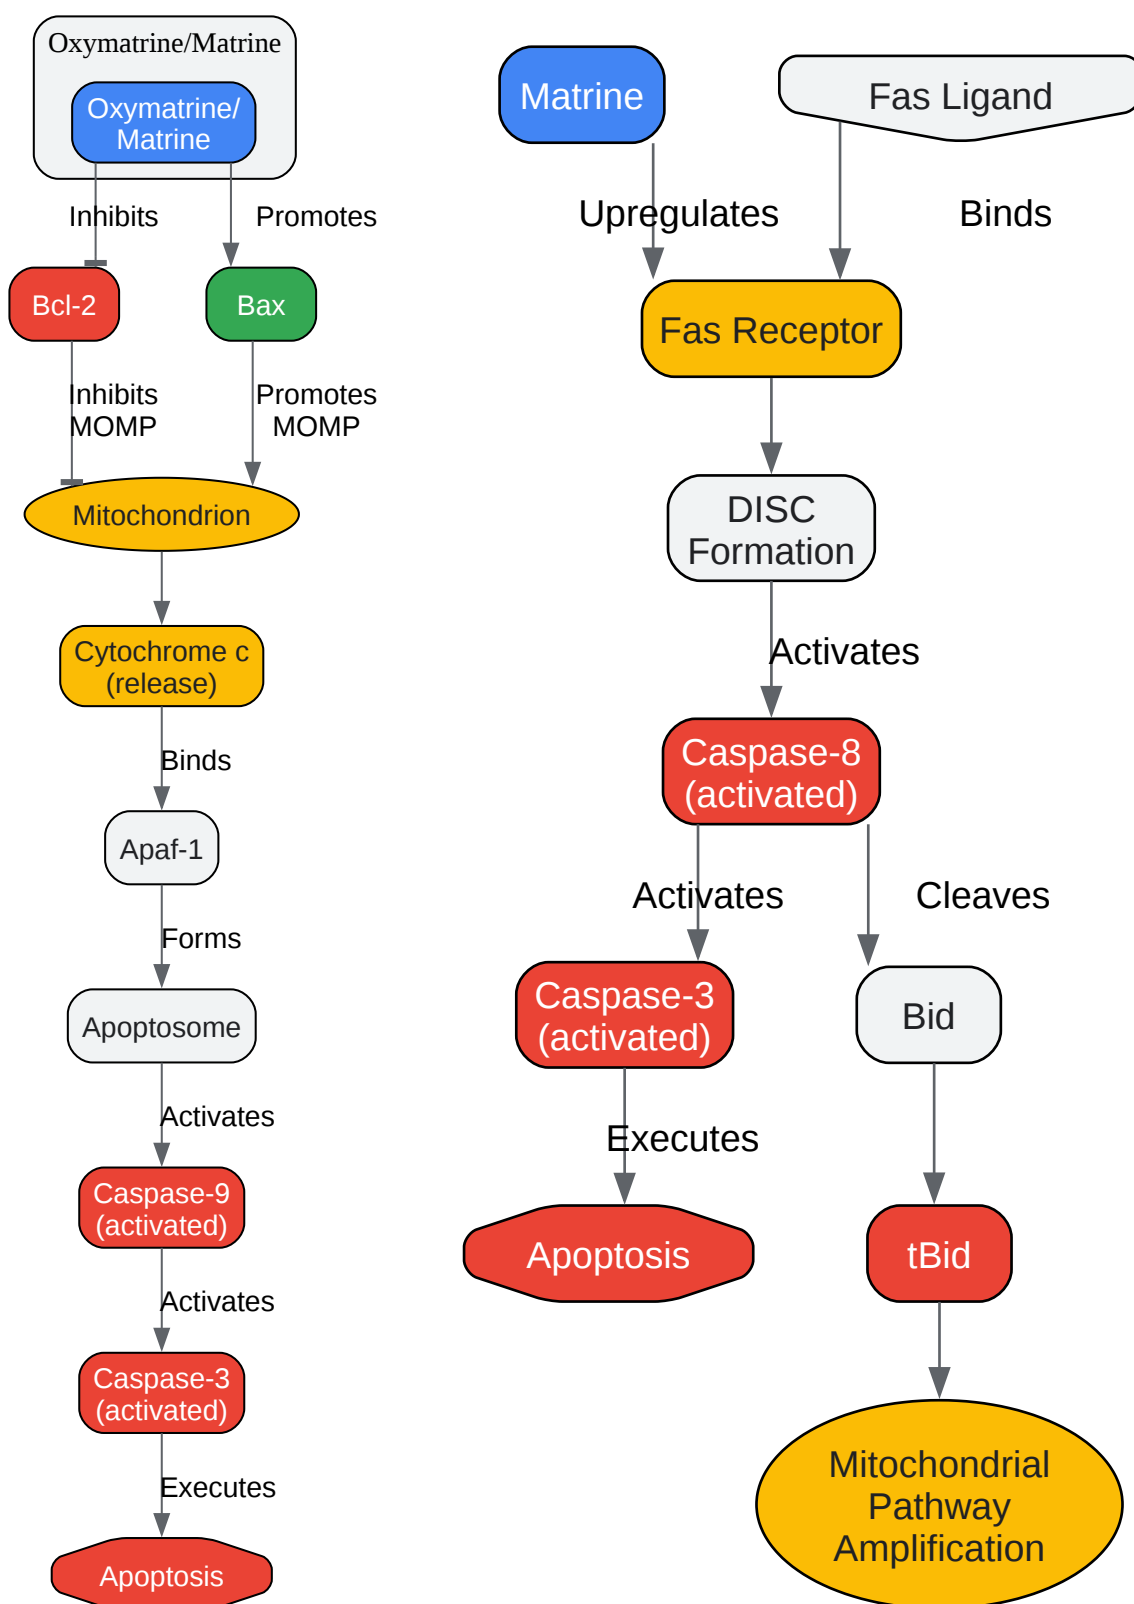 Oxymatrine/Matrine
Oxymatrine/
Matrine
Inhibits
Promotes
Bcl-2
Bax
Inhibits
MOMP
Promotes
MOMP
Mitochondrion
Cytochrome c
(release)
Binds
Apaf-1
Forms
Apoptosome
Activates
Caspase-9
(activated)
Activates
Caspase-3
(activated)
Executes
Apoptosis
Matrine
Fas Ligand
Upregulates
Binds
Fas Receptor
DISC
Formation
Activates
Caspase-8
(activated)
Activates
Cleaves
Caspase-3
(activated)
Bid
Executes
Apoptosis
tBid
Mitochondrial
Pathway
Amplification